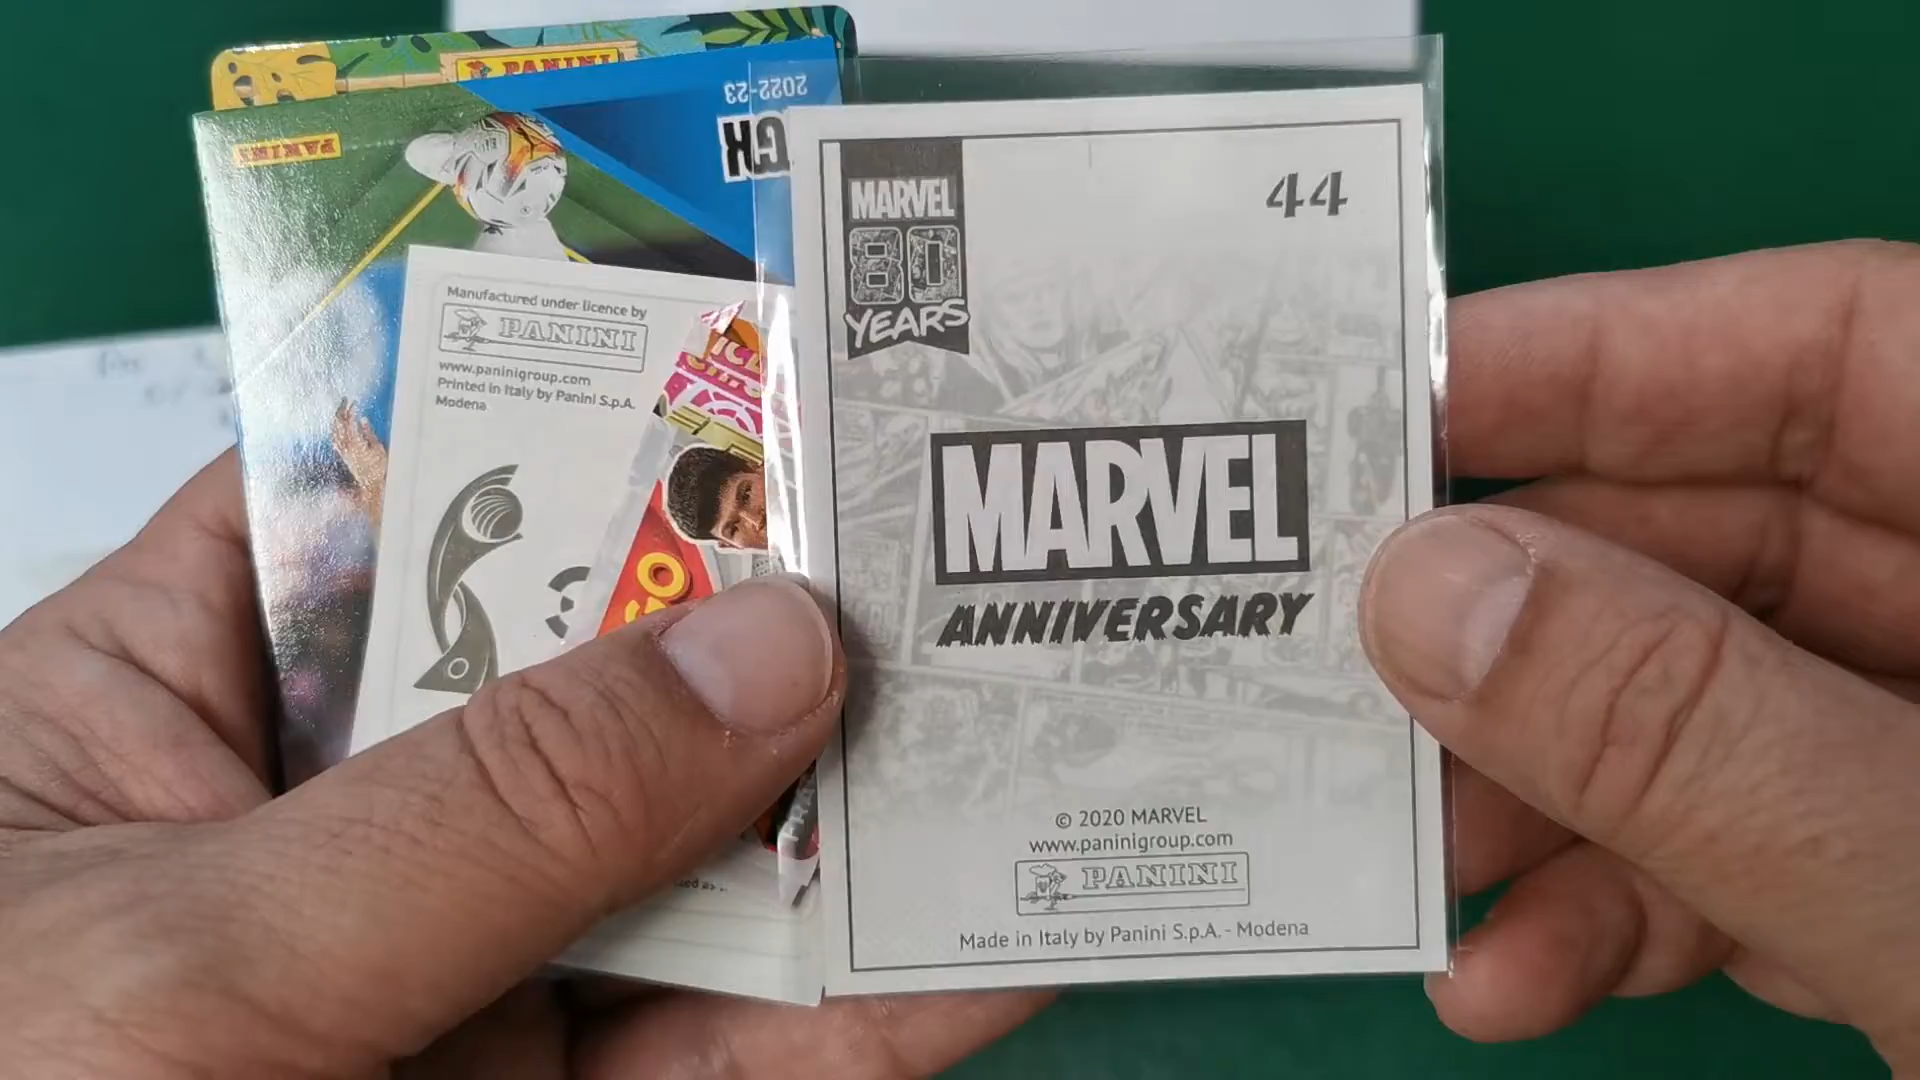 PANINI
2022-23
PANINI
Manufactured under licence by
PANINI
www.paninigroup.com
Printed in Italy by Panini S.p.A.
Modena
MARVEL
80
YEARS
44
MARVEL
ANNIVERSARY
© 2020 MARVEL
www.paninigroup.com
PANINI
Made in Italy by Panini S.p.A. - Modena